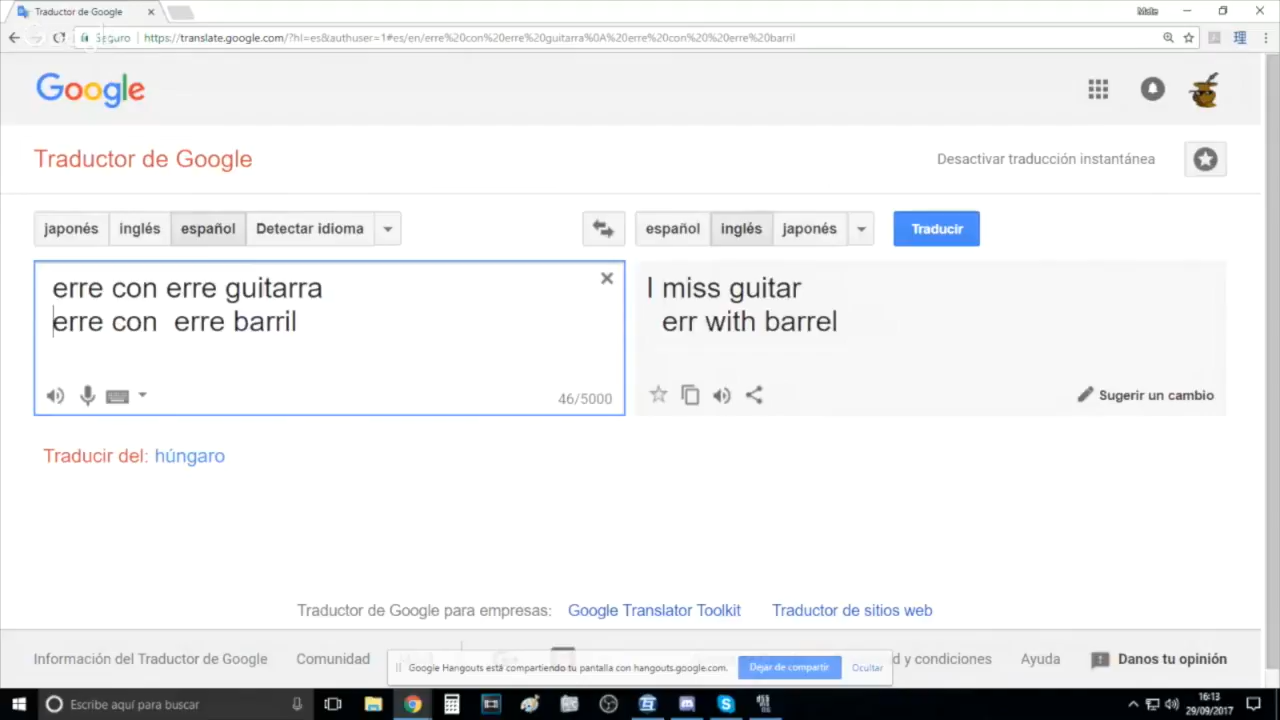 Traductor de Google
Seguro https://translate.google.com/?hl=es&authuser=1#es/en/erre%20con%20erre%20guitarra%0A%20erre%20con%20%20erre%20barril
Google
Traductor de Google
Desactivar traducción instantánea
japonés inglés español Detectar idioma
español inglés japonés Traducir
erre con erre guitarra
erre con erre barril
46/5000
I miss guitar
err with barrel
Sugerir un cambio
Traducir del: húngaro
Traductor de Google para empresas: Google Translator Toolkit Traductor de sitios web
Información del Traductor de Google Comunidad d y condiciones Ayuda Danos tu opinión
Google Hangouts está compartiendo tu pantalla con hangouts.google.com. Dejar de compartir Ocultar
Escribe aquí para buscar
16:13
29/09/2017